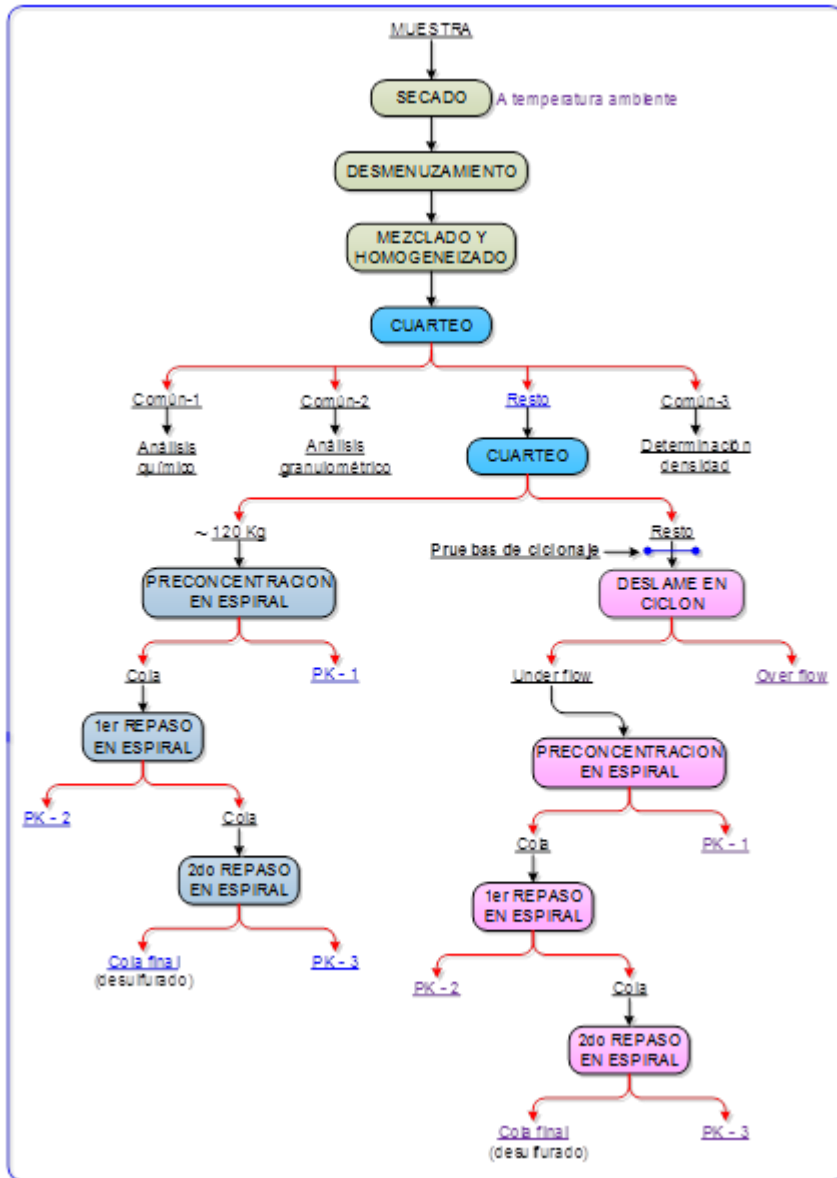 MUESTRA
SECADO
A temperatura ambiente
DESMENUZAMIENTO
MEZCLADO Y
HOMOGENEIZADO
CUARTEO
Común-1
Común-2
Resto
Común-3
Análisis
químico
Análisis
granulométrico
CUARTEO
Determinación
densidad
~ 120 Kg
Resto
Pruebas de ciclonaje
PRECONCENTRACION
EN ESPIRAL
DESLAME EN
CICLON
Cola
PK - 1
Under flow
Over flow
1er REPASO
EN ESPIRAL
PRECONCENTRACION
EN ESPIRAL
PK - 2
Cola
Cola
PK - 1
2do REPASO
EN ESPIRAL
1er REPASO
EN ESPIRAL
Cola final
(desulfurado)
PK - 3
PK - 2
Cola
2do REPASO
EN ESPIRAL
Cola final
(desulfurado)
PK - 3